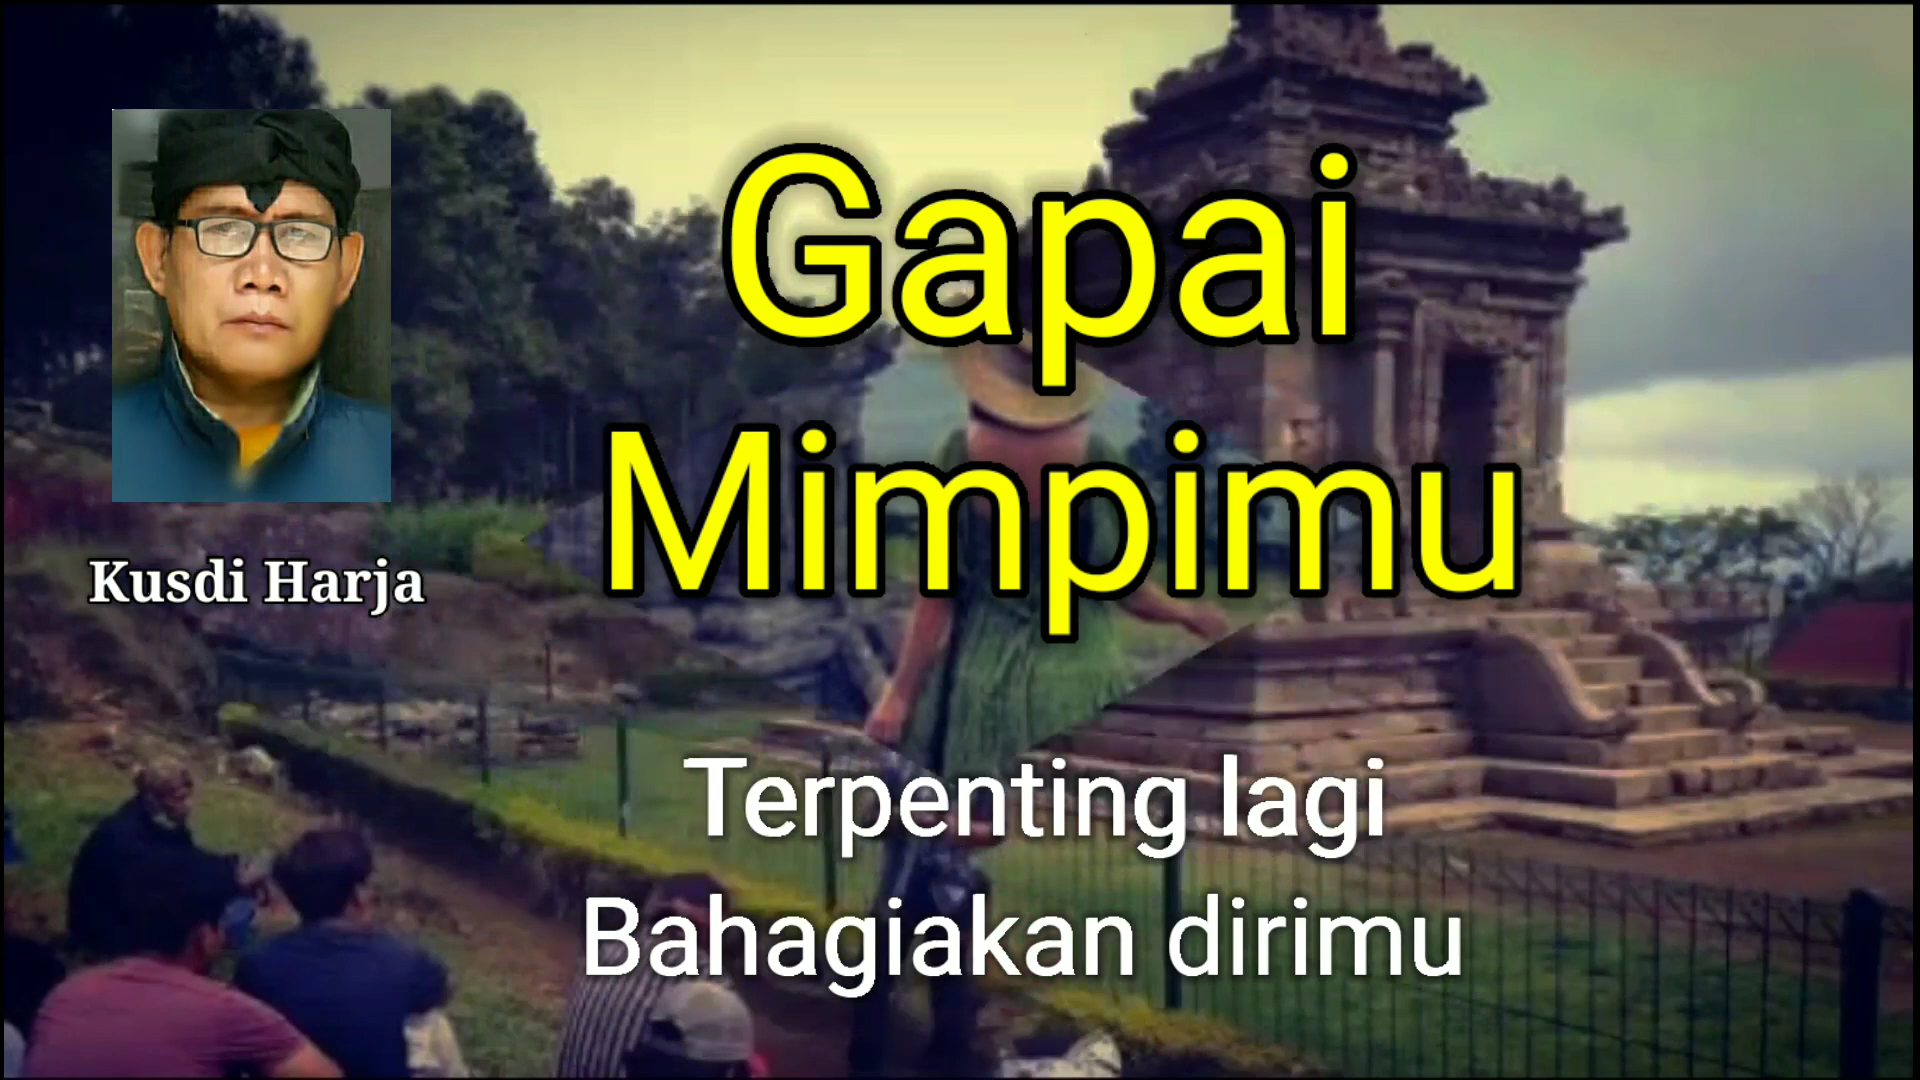 Kusdi Harja
Gapai
Mimpimu
Terpenting lagi
Bahagiakan dirimu